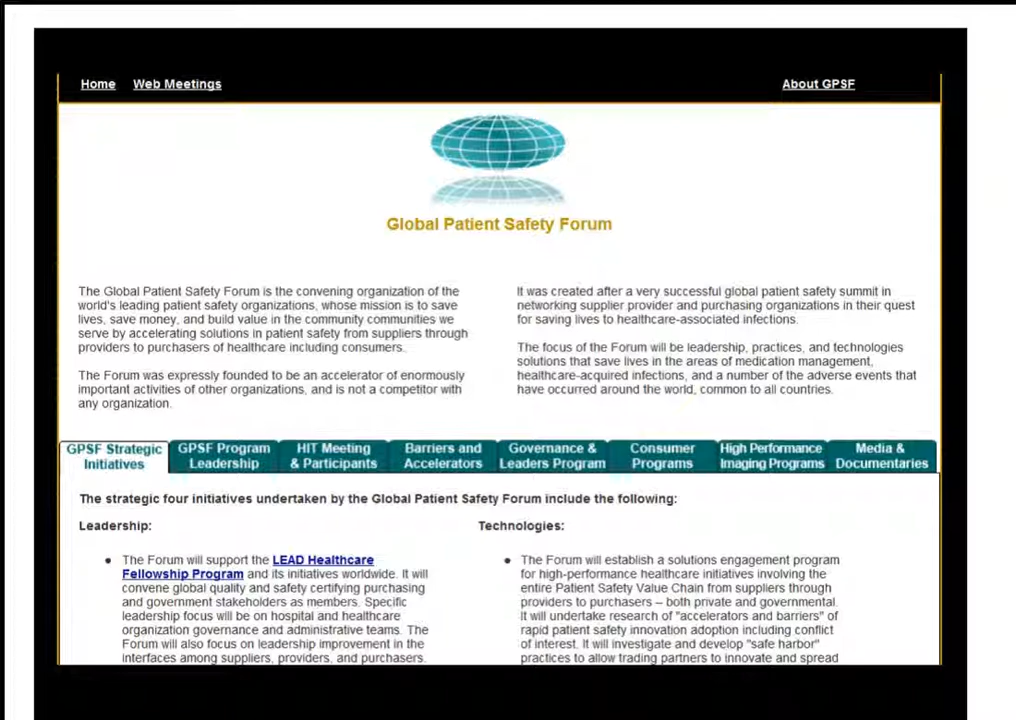 Home Web Meetings About GPSF
Global Patient Safety Forum
The Global Patient Safety Forum is the convening organization of the
world's leading patient safety organizations, whose mission is to save
lives, save money, and build value in the community communities we
serve by accelerating solutions in patient safety from suppliers through
providers to purchasers of healthcare including consumers.
The Forum was expressly founded to be an accelerator of enormously
important activities of other organizations, and is not a competitor with
any organization.
It was created after a very successful global patient safety summit in
networking supplier provider and purchasing organizations in their quest
for saving lives to healthcare-associated infections.
The focus of the Forum will be leadership, practices, and technologies
solutions that save lives in the areas of medication management,
healthcare-acquired infections, and a number of the adverse events that
have occurred around the world, common to all countries.
GPSF Strategic
Initiatives
GPSF Program
Leadership
HIT Meeting
& Participants
Barriers and
Accelerators
Governance &
Leaders Program
Consumer
Programs
High Performance
Imaging Programs
Media &
Documentaries
The strategic four initiatives undertaken by the Global Patient Safety Forum include the following:
Leadership:
• The Forum will support the LEAD Healthcare
Fellowship Program and its initiatives worldwide. It will
convene global quality and safety certifying purchasing
and government stakeholders as members. Specific
leadership focus will be on hospital and healthcare
organization governance and administrative teams. The
Forum will also focus on leadership improvement in the
interfaces among suppliers, providers, and purchasers.
Technologies:
• The Forum will establish a solutions engagement program
for high-performance healthcare initiatives involving the
entire Patient Safety Value Chain from suppliers through
providers to purchasers – both private and governmental.
It will undertake research of "accelerators and barriers" of
rapid patient safety innovation adoption including conflict
of interest. It will investigate and develop "safe harbor"
practices to allow trading partners to innovate and spread